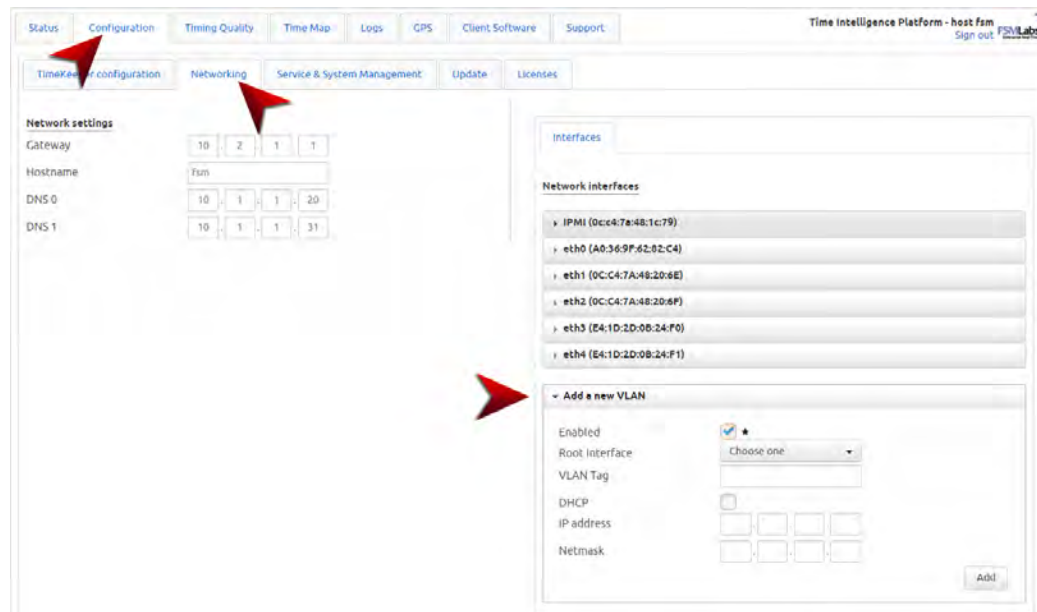 Status Configuration Timing Quality Time Map Logs GPS Client Software Support
Time Intelligence Platform - host fsm
Sign out
FSMLabs
TimeKeeper configuration Networking Service & System Management Update Licenses
Network settings
Gateway 10 . 2 . 1 . 1
Hostname fsm
DNS 0 10 . 1 . 1 . 20
DNS 1 10 . 1 . 1 . 31
Interfaces
Network interfaces
IPMI (0c:c4:7a:48:1c:79)
eth0 (A0:36:9F:62:02:C4)
eth1 (0C:C4:7A:48:20:6E)
eth2 (0C:C4:7A:48:20:6F)
eth3 (E4:1D:2D:0B:24:F0)
eth4 (E4:1D:2D:0B:24:F1)
Add a new VLAN
Enabled
Root Interface Choose one
VLAN Tag
DHCP
IP address
Netmask
Add